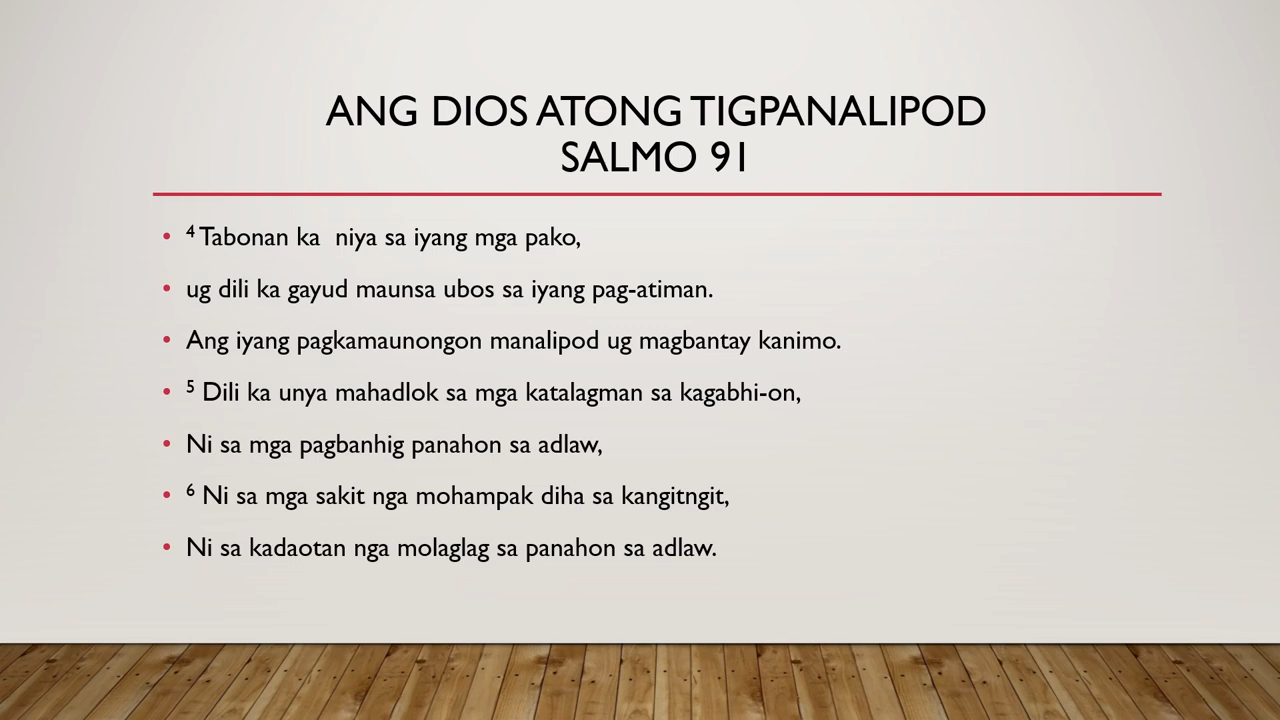 ANG DIOS ATONG TIGPANALIPOD
SALMO 91
• ⁴ Tabonan ka  niya sa iyang mga pako,
• ug dili ka gayud maunsa ubos sa iyang pag-atiman.
• Ang iyang pagkamaunongon manalipod ug magbantay kanimo.
• ⁵ Dili ka unya mahadlok sa mga katalagman sa kagabhi-on,
• Ni sa mga pagbanhig panahon sa adlaw,
• ⁶ Ni sa mga sakit nga mohampak diha sa kangitngit,
• Ni sa kadaotan nga molaglag sa panahon sa adlaw.